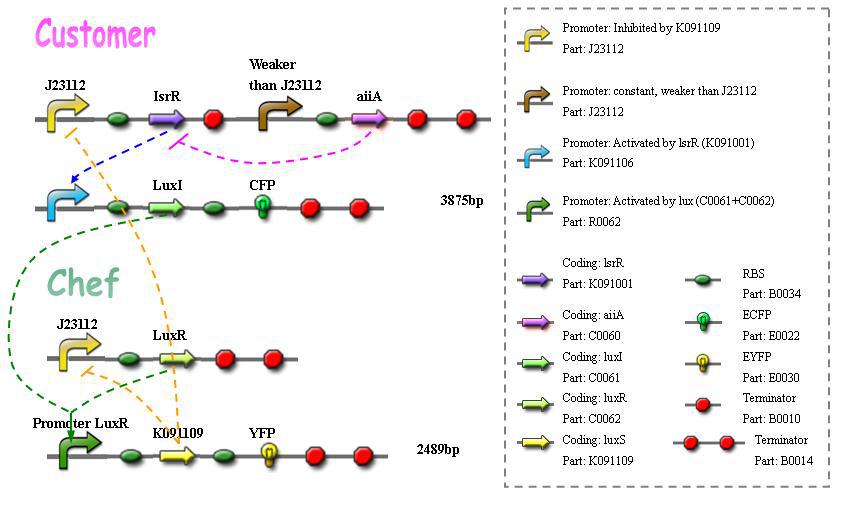 Customer
J23112
IsrR
Weaker
than J23112
aiiA
LuxI
CFP
3875bp
Chef
J23112
LuxR
Promoter LuxR
K091109
YFP
2489bp
Promoter: Inhibited by K091109
Part: J23112
Promoter: constant, weaker than J23112
Part: J23112
Promoter: Activated by lsrR (K091001)
Part: K091106
Promoter: Activated by lux (C0061+C0062)
Part: R0062
Coding: lsrR
Part: K091001
Coding: aiiA
Part: C0060
Coding: luxI
Part: C0061
Coding: luxR
Part: C0062
Coding: luxS
Part: K091109
RBS
Part: B0034
ECFP
Part: E0022
EYFP
Part: E0030
Terminator
Part: B0010
Terminator
Part: B0014